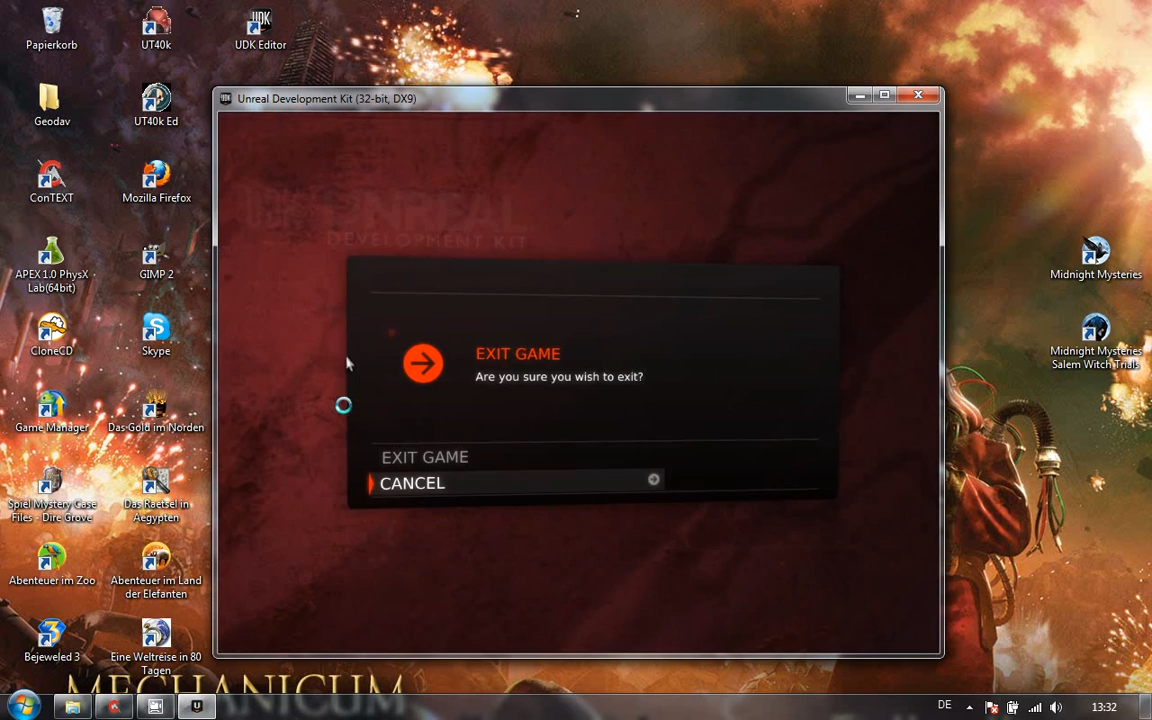 Papierkorb
UT40k
UDK
UDK Editor
Geodav
UT40k Ed
ConTEXT
Mozilla Firefox
APEX 1.0 PhysX
Lab(64bit)
GIMP 2
CloneCD
Skype
Game Manager
Das Gold im Norden
Spiel Mystery Case
Files - Dire Grove
Das Raetsel in
Aegypten
Abenteuer im Zoo
Abenteuer im Land
der Elefanten
Bejeweled 3
Eine Weltreise in 80
Tagen
Unreal Development Kit (32-bit, DX9)
UNREAL
DEVELOPMENT KIT
EXIT GAME
Are you sure you wish to exit?
EXIT GAME
CANCEL
Midnight Mysteries
Midnight Mysteries
Salem Witch Trials
MECHANICUM
DE
13:32